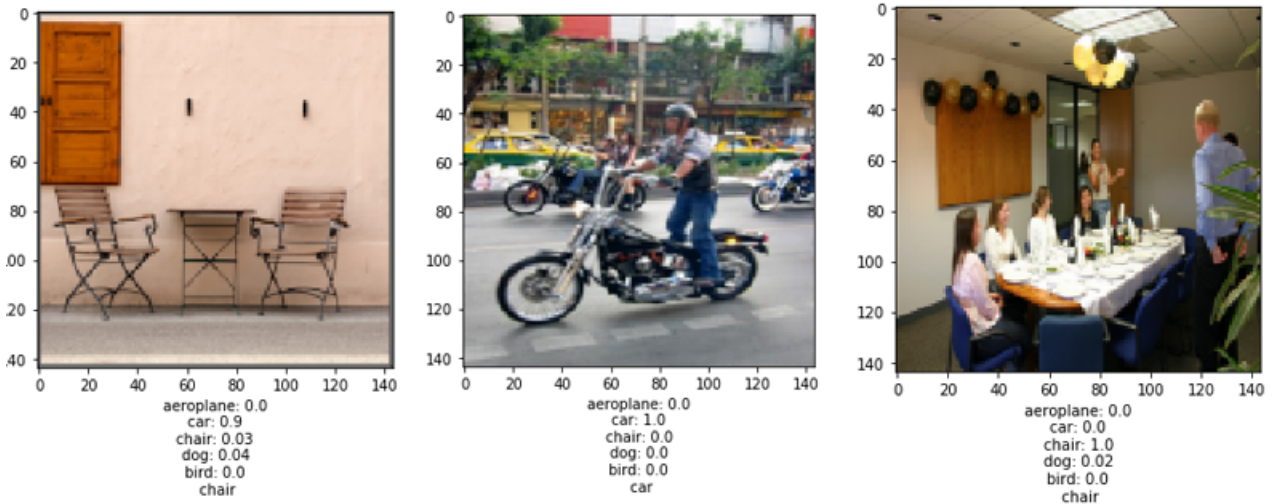 0
20
40
60
80
.00
.20
.40
0 20 40 60 80 100 120 140
aeroplane: 0.0
car: 0.9
chair: 0.03
dog: 0.04
bird: 0.0
chair
0
20
40
60
80
100
120
140
0 20 40 60 80 100 120 140
aeroplane: 0.0
car: 1.0
chair: 0.0
dog: 0.0
bird: 0.0
car
0
20
40
60
80
100
120
140
0 20 40 60 80 100 120 140
aeroplane: 0.0
car: 0.0
chair: 1.0
dog: 0.02
bird: 0.0
chair